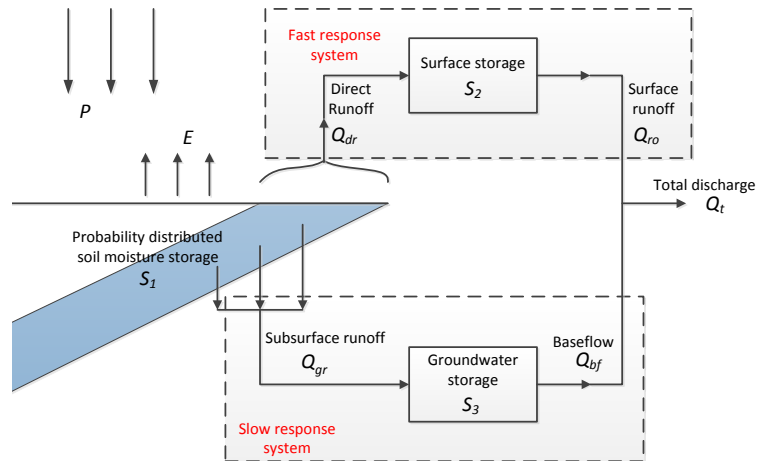 Fast response
system
Surface storage
S2
Direct
Runoff
Qdr
Surface
runoff
Qro
P
E
Total discharge
Qt
Probability distributed
soil moisture storage
S1
Subsurface runoff
Qgr
Groundwater
storage
S3
Baseflow
Qbf
Slow response
system